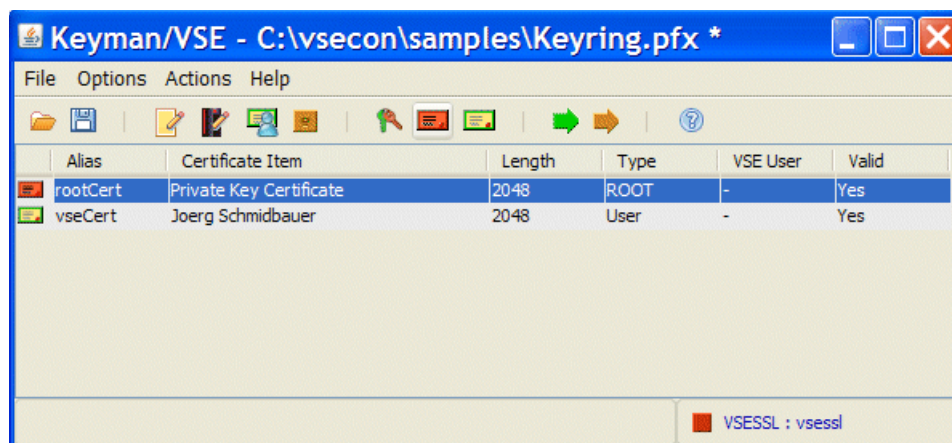 Keyman/VSE - C:\vsecon\samples\Keyring.pfx *
File Options Actions Help
Alias Certificate Item Length Type VSE User Valid
rootCert Private Key Certificate 2048 ROOT - Yes
vseCert Joerg Schmidbauer 2048 User - Yes
VSESSL : vsessl